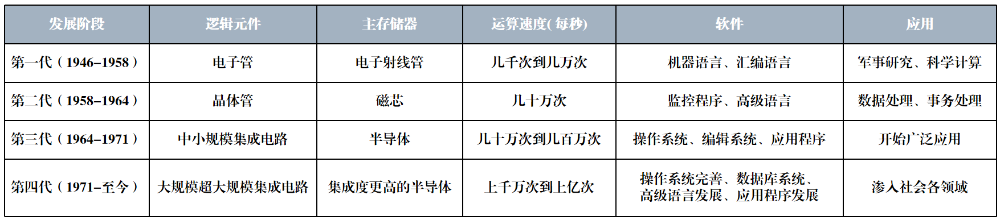 发展阶段 逻辑元件 主存储器 运算速度(每秒) 软件 应用
第一代（1946-1958） 电子管 电子射线管 几千次到几万次 机器语言、汇编语言 军事研究、科学计算
第二代（1958-1964） 晶体管 磁芯 几十万次 监控程序、高级语言 数据处理、事务处理
第三代（1964-1971） 中小规模集成电路 半导体 几十万次到几百万次 操作系统、编辑系统、应用程序 开始广泛应用
第四代（1971-至今） 大规模超大规模集成电路 集成度更高的半导体 上千万次到上亿次 操作系统完善、数据库系统、
高级语言发展、应用程序发展 渗入社会各领域